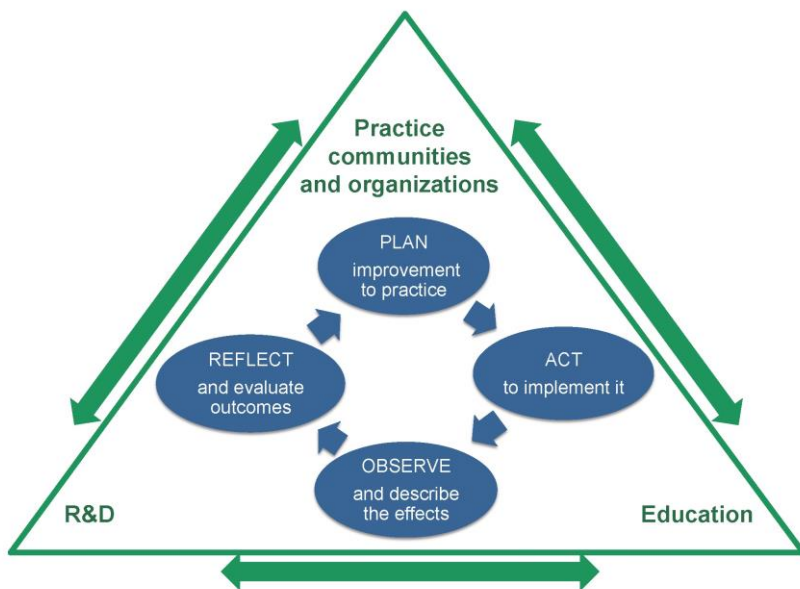 Practice
communities
and organizations
PLAN
improvement
to practice
REFLECT
and evaluate
outcomes
ACT
to implement it
OBSERVE
and describe
the effects
R&D
Education